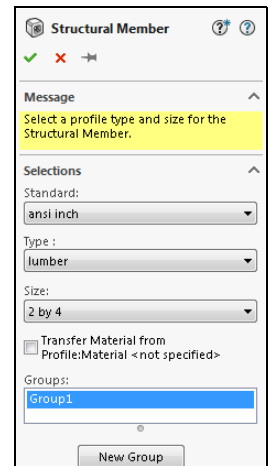 Structural Member
Message
Select a profile type and size for the
Structural Member.
Selections
Standard:
ansi inch
Type :
lumber
Size:
2 by 4
Transfer Material from
Profile:Material <not specified>
Groups:
Group1
New Group